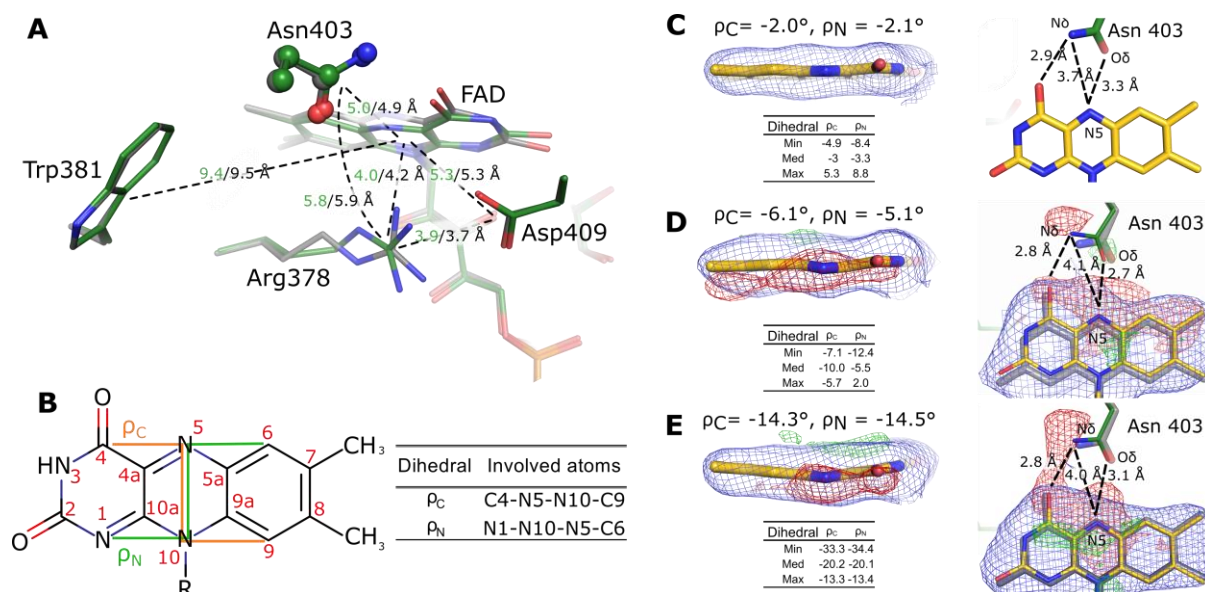 A
Asn403
FAD
5.0/4.9 Å
Trp381
9.4/9.5 Å
4.0/4.2 Å
5.3/5.3 Å
5.8/5.9 Å
3.9/3.7 Å
Asp409
Arg378
B
O
ρC
5
N
6
4
4a
5a
7
CH3
HN
3
2
1
10a
9a
8
CH3
O
N
ρN
N
10
9
R
Dihedral Involved atoms
ρC C4-N5-N10-C9
ρN N1-N10-N5-C6
C
ρC= -2.0°, ρN = -2.1°
Dihedral ρC ρN
Min -4.9 -8.4
Med -3 -3.3
Max 5.3 8.8
Nδ
Asn 403
Oδ
2.9 Å
3.7 Å
3.3 Å
N5
D
ρC= -6.1°, ρN = -5.1°
Dihedral ρC ρN
Min -7.1 -12.4
Med -10.0 -5.5
Max -5.7 2.0
Asn 403
Nδ
Oδ
2.8 Å
4.1 Å
2.7 Å
N5
E
ρC= -14.3°, ρN = -14.5°
Dihedral ρC ρN
Min -33.3 -34.4
Med -20.2 -20.1
Max -13.3 -13.4
Asn 403
Nδ
Oδ
2.8 Å
4.0 Å
3.1 Å
N5